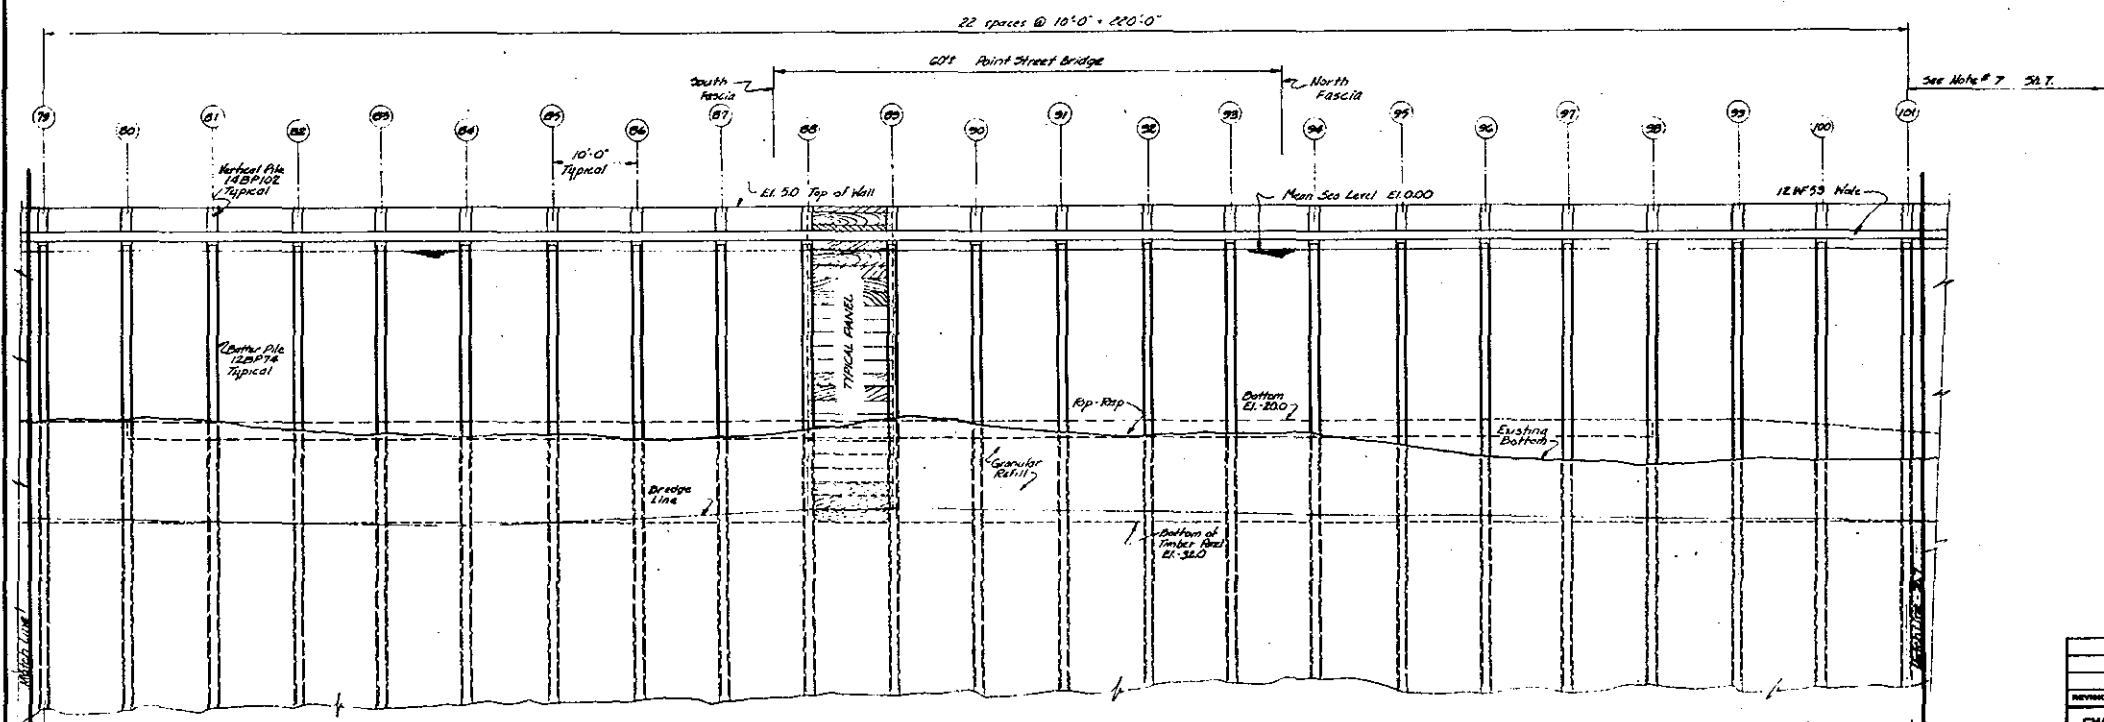 22 spaces @ 10'-0" = 220'-0"
60'± Point Street Bridge
South
Fascia
North
Fascia
See Note # 7 Sh. 7.
79
80
81
82
83
84
85
86
87
88
89
90
91
92
93
94
95
96
97
98
99
100
101
10'-0"
Typical
Vertical Pile
14BP102
Typical
El. 5.0 Top of Wall
Mean Sea Level El. 0.00
12WF53 Wale
Batter Pile
12BP74
Typical
TYPICAL PANEL
Rip-Rap
Bottom
El.-20.0
Existing
Bottom
Granular
Refill
Dredge
Line
Bottom of
Timber Panel
El.-32.0
Match Line
Match Line